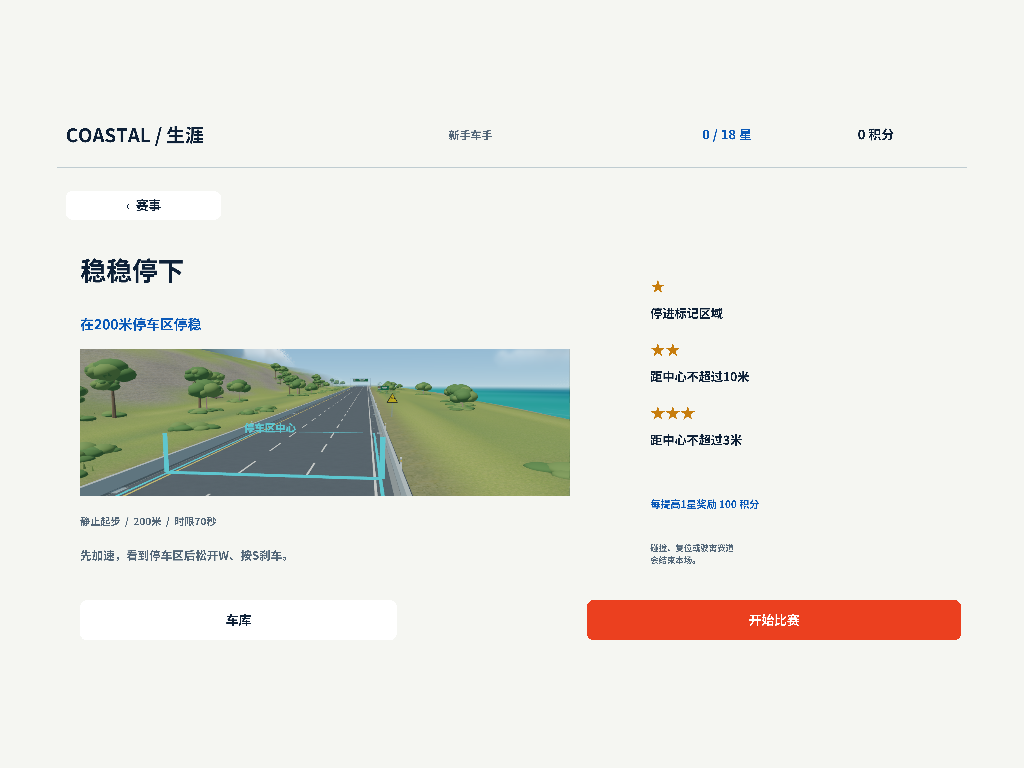 COASTAL / 生涯
新手车手
0 / 18 星
0 积分
‹ 赛事
稳稳停下
在200米停车区停稳
停车区中心
静止起步 / 200米 / 时限70秒
先加速，看到停车区后松开W、按S刹车。
★
停进标记区域
★★
距中心不超过10米
★★★
距中心不超过3米
每提高1星奖励 100 积分
碰撞、复位或驶离赛道
会结束本场。
车库
开始比赛